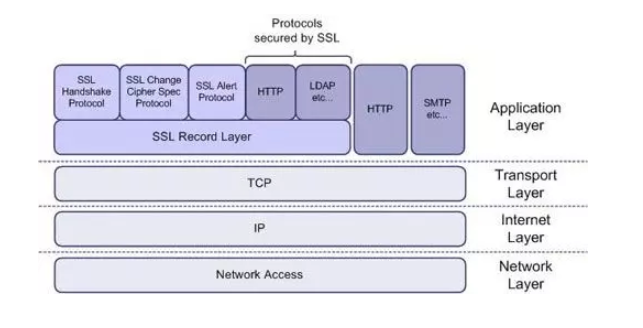 Protocols
secured by SSL
SSL
Handshake
Protocol
SSL Change
Cipher Spec
Protocol
SSL Alert
Protocol
HTTP
LDAP
etc...
HTTP
SMTP
etc...
Application
Layer
SSL Record Layer
TCP
Transport
Layer
IP
Internet
Layer
Network Access
Network
Layer